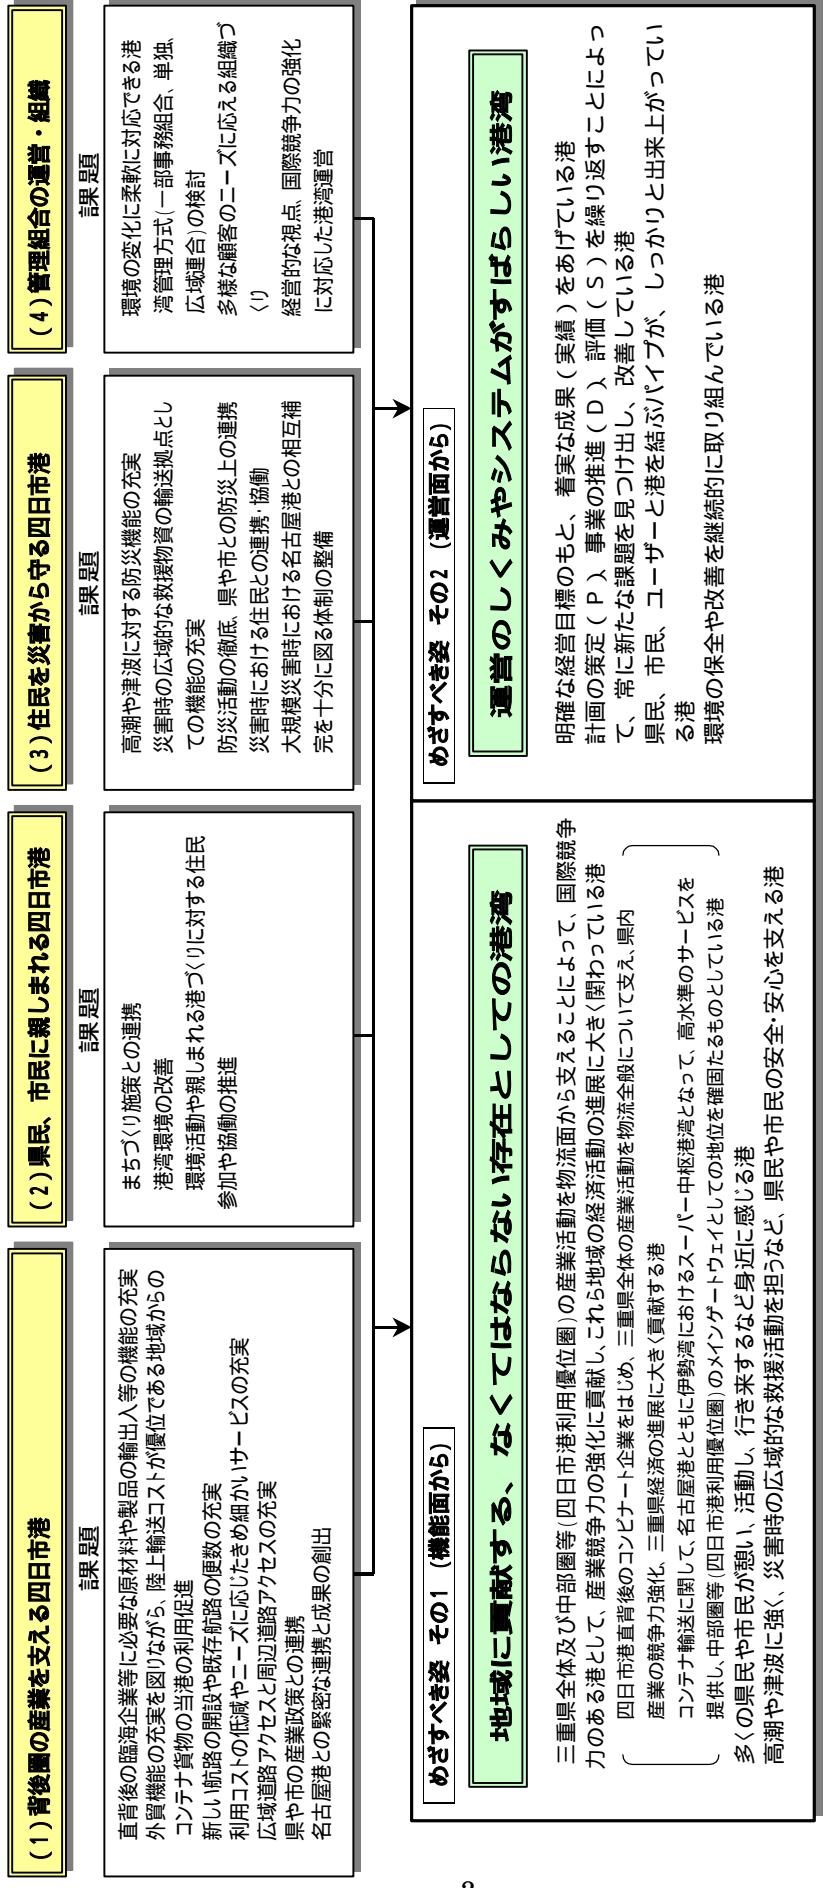 (1)背後圏の産業を支える四日市港
課題
直背後の臨海企業等に必要な原材料や製品の輸出入等の機能の充実
外貿機能の充実を図りながら、陸上輸送コストが優位である地域からの
コンテナ貨物の当港の利用促進
新しい航路の開設や既存航路の便数の充実
利用コストの低減やニーズに応じたきめ細かいサービスの充実
広域道路アクセスと周辺道路アクセスの充実
県や市の産業政策との連携
名古屋港との緊密な連携と成果の創出
(2)県民、市民に親しまれる四日市港
課題
まちづくり施策との連携
港湾環境の改善
環境活動や親しまれる港づくりに対する住民
参加や協働の推進
(3)住民を災害から守る四日市港
課題
高潮や津波に対する防災機能の充実
災害時の広域的な救援物資の輸送拠点とし
ての機能の充実
防災活動の徹底、県や市との防災上の連携
災害時における住民との連携・協働
大規模災害時における名古屋港との相互補
完を十分に図る体制の整備
(4)管理組合の運営・組織
課題
環境の変化に柔軟に対応できる港
湾管理方式(一部事務組合、単独、
広域連合)の検討
多様な顧客のニーズに応える組織づ
くり
経営的な視点、国際競争力の強化
に対応した港湾運営
めざすべき姿 その1 (機能面から)
地域に貢献する、なくてはならない存在としての港湾
三重県全体及び中部圏等(四日市港利用優位圏)の産業活動を物流面から支えることによって、国際競争
力のある港として、産業競争力の強化に貢献し、これら地域の経済活動の進展に大きく関わっている港
四日市港直背後のコンビナート企業をはじめ、三重県全体の産業活動を物流全般について支え、県内
産業の競争力強化、三重県経済の進展に大きく貢献する港
コンテナ輸送に関して、名古屋港とともに伊勢湾におけるスーパー中枢港湾となって、高水準のサービスを
提供し、中部圏等(四日市港利用優位圏)のメインゲートウェイとしての地位を確固たるものとしている港
多くの県民や市民が憩い、活動し、行き来するなど身近に感じる港
高潮や津波に強く、災害時の広域的な救援活動を担うなど、県民や市民の安全・安心を支える港
めざすべき姿 その2 (運営面から)
運営のしくみやシステムがすばらしい港湾
明確な経営目標のもと、着実な成果(実績)をあげている港
計画の策定(P)、事業の推進(D)、評価(S)を繰り返すことによっ
て、常に新たな課題を見つけ出し、改善している港
県民、市民、ユーザーと港を結ぶパイプが、しっかりと出来上がってい
る港
環境の保全や改善を継続的に取り組んでいる港